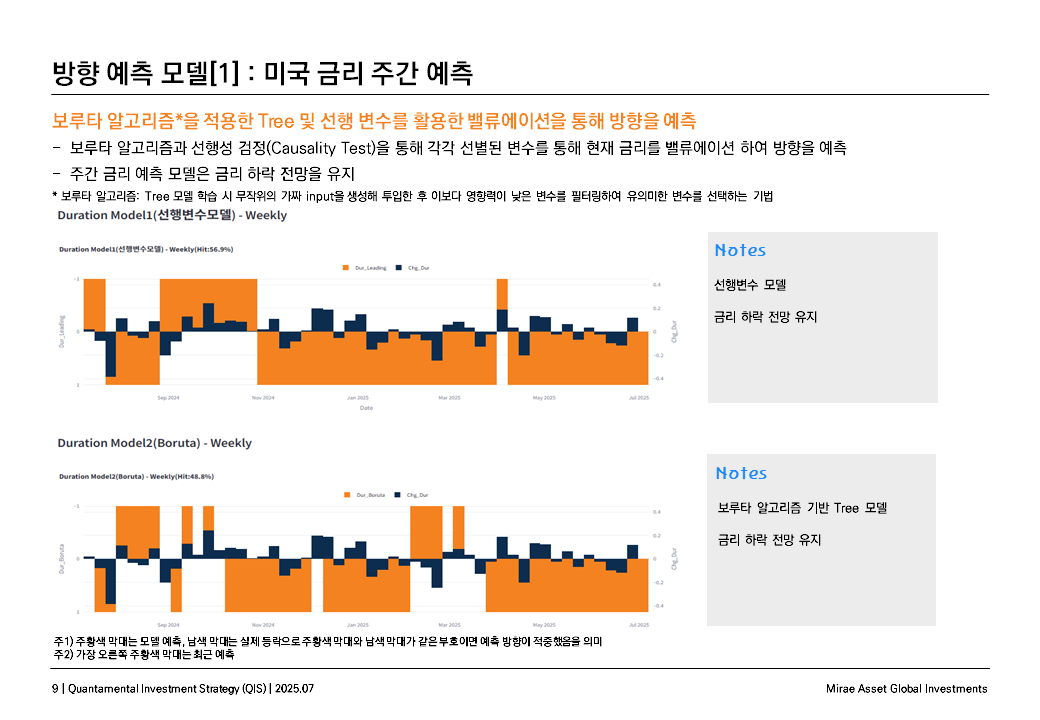 방향 예측 모델[1] : 미국 금리 주간 예측
보루타 알고리즘*을 적용한 Tree 및 선행 변수를 활용한 밸류에이션을 통해 방향을 예측
– 보루타 알고리즘과 선행성 검정(Causality Test)을 통해 각각 선별된 변수를 통해 현재 금리를 밸류에이션 하여 방향을 예측
– 주간 금리 예측 모델은 금리 하락 전망을 유지
* 보루타 알고리즘: Tree 모델 학습 시 무작위의 가짜 input을 생성해 투입한 후 이보다 영향력이 낮은 변수를 필터링하여 유의미한 변수를 선택하는 기법
Duration Model1(선행변수모델) - Weekly
Duration Model1(선행변수모델) - Weekly(Hit:56.9%)
Dur_Leading Chg_Dur
-1
0
1
Dur_Leading
0.4
0.2
0
−0.2
−0.4
Chg_Dur
Sep 2024 Nov 2024 Jan 2025 Mar 2025 May 2025 Jul 2025
Date
Notes
선행변수 모델
금리 하락 전망 유지
Duration Model2(Boruta) - Weekly
Duration Model2(Boruta) - Weekly(Hit:48.8%)
Dur_Boruta Chg_Dur
-1
0
1
Dur_Boruta
0.4
0.2
0
−0.2
−0.4
Chg_Dur
Sep 2024 Nov 2024 Jan 2025 Mar 2025 May 2025 Jul 2025
Notes
보루타 알고리즘 기반 Tree 모델
금리 하락 전망 유지
주1) 주황색 막대는 모델 예측, 남색 막대는 실제 등락으로 주황색 막대와 남색 막대가 같은 부호이면 예측 방향이 적중했음을 의미
주2) 가장 오른쪽 주황색 막대는 최근 예측
9 | Quantamental Investment Strategy (QIS) | 2025.07
Mirae Asset Global Investments